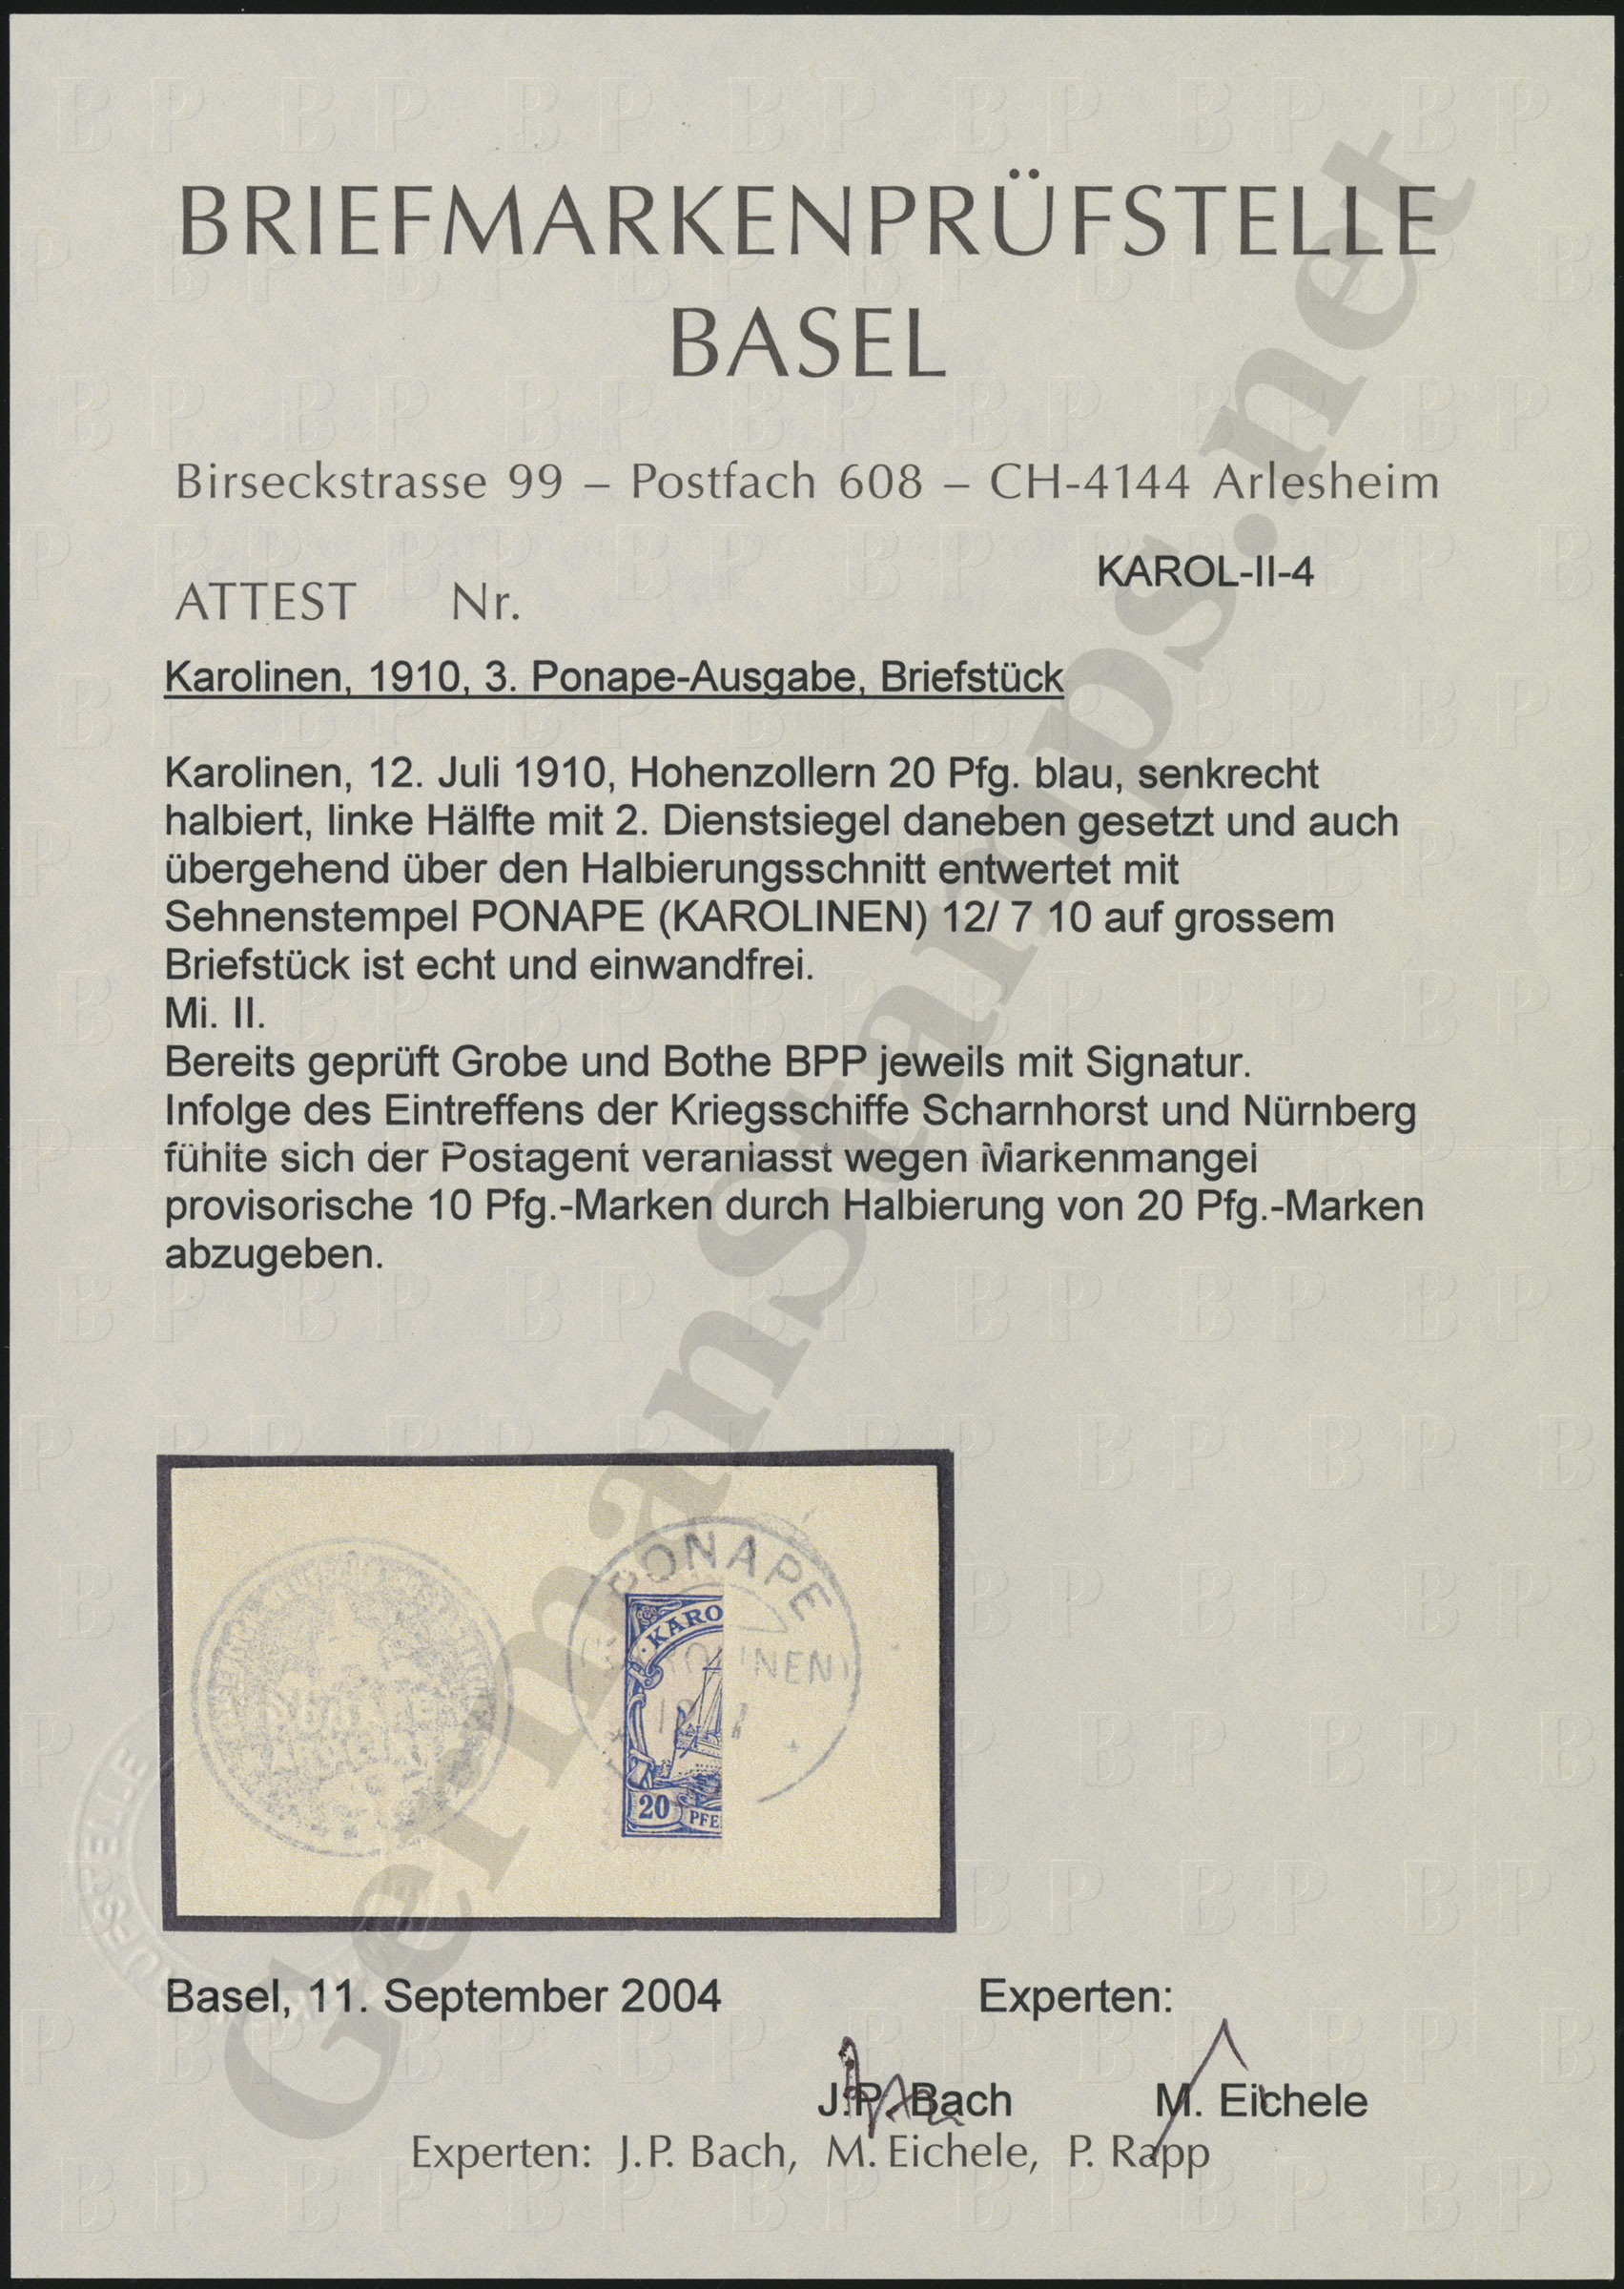 BRIEFMARKENPRÜFSTELLE
BASEL
Birseckstrasse 99 – Postfach 608 – CH-4144 Arlesheim
KAROL-II-4
ATTEST Nr.
Karolinen, 1910, 3. Ponape-Ausgabe, Briefstück
Karolinen, 12. Juli 1910, Hohenzollern 20 Pfg. blau, senkrecht
halbiert, linke Hälfte mit 2. Dienstsiegel daneben gesetzt und auch
übergehend über den Halbierungsschnitt entwertet mit
Sehnenstempel PONAPE (KAROLINEN) 12/ 7 10 auf grossem
Briefstück ist echt und einwandfrei.
Mi. II.
Bereits geprüft Grobe und Bothe BPP jeweils mit Signatur.
Infolge des Eintreffens der Kriegsschiffe Scharnhorst und Nürnberg
fühlte sich der Postagent veranlasst wegen Markenmangel
provisorische 10 Pfg.-Marken durch Halbierung von 20 Pfg.-Marken
abzugeben.
PONAPE
KARO
INEN)
20 PFE
Basel, 11. September 2004 Experten:
J.P. Bach M. Eichele
Experten: J.P. Bach, M. Eichele, P. Rapp
GermanStamps.net